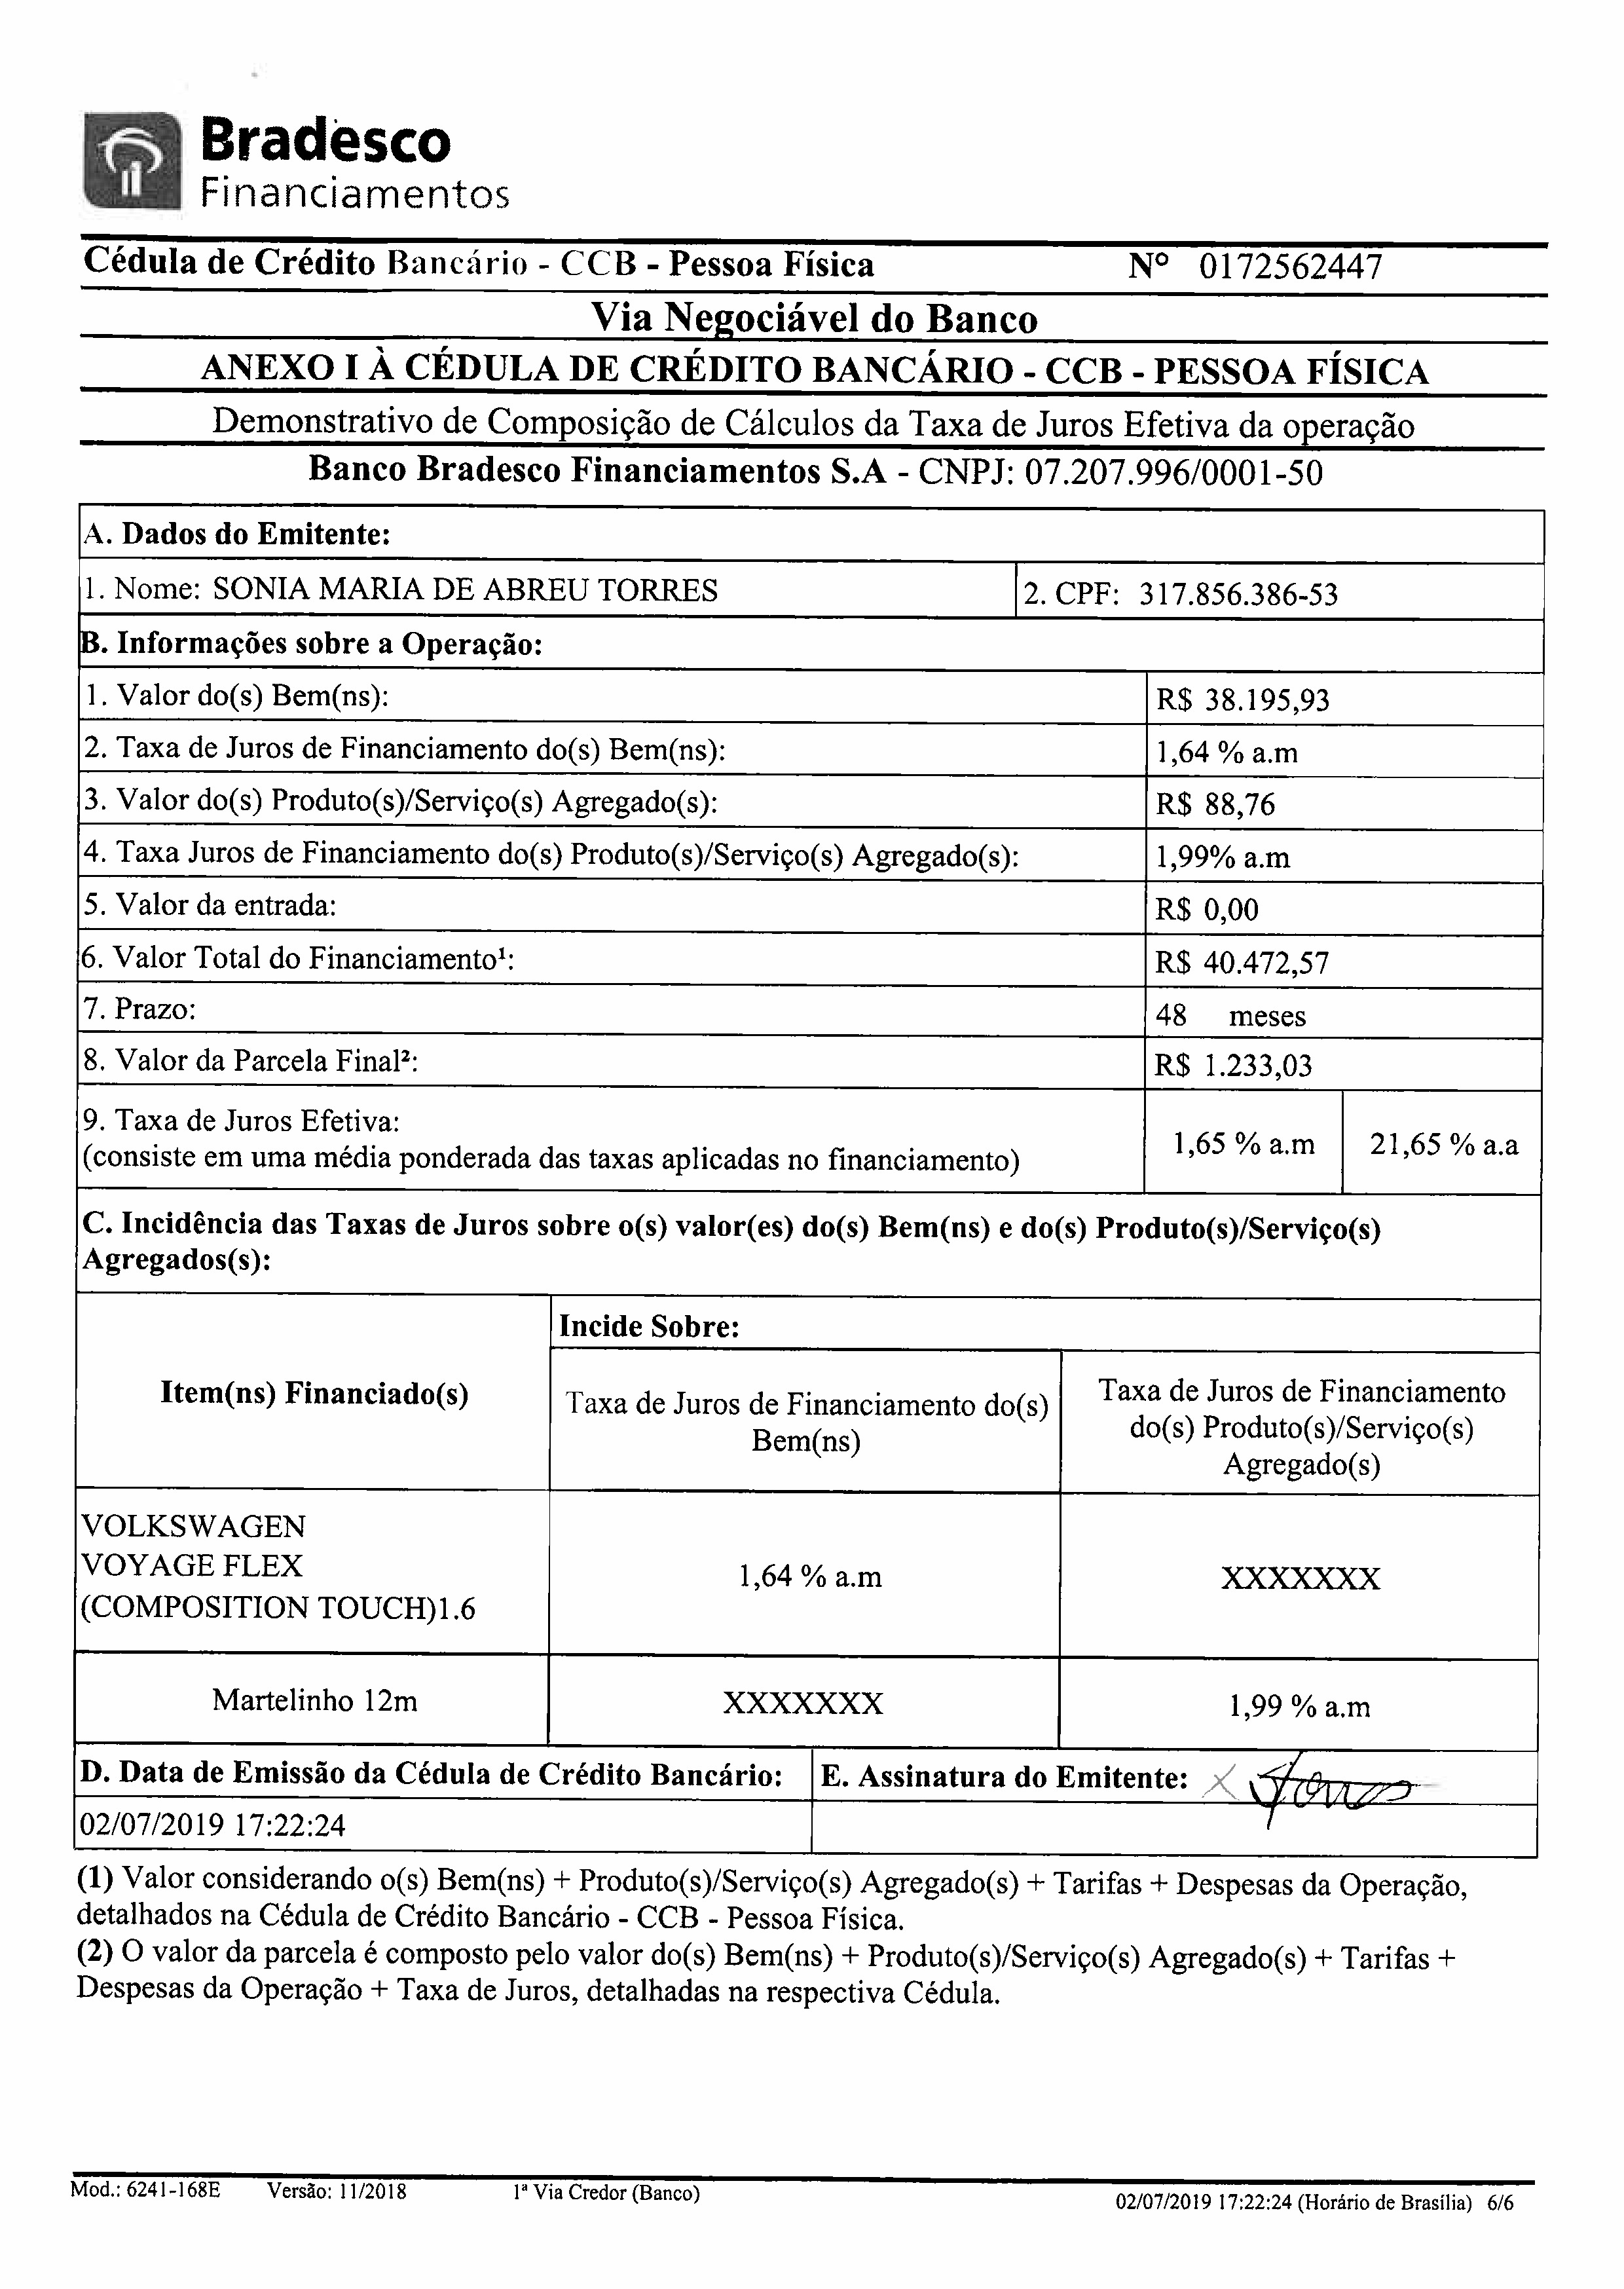 Bradesco
Financiamentos
Cédula de Crédito Bancário - CCB - Pessoa Física Nº 0172562447
Via Negociável do Banco
ANEXO I À CÉDULA DE CRÉDITO BANCÁRIO - CCB - PESSOA FÍSICA
Demonstrativo de Composição de Cálculos da Taxa de Juros Efetiva da operação
Banco Bradesco Financiamentos S.A - CNPJ: 07.207.996/0001-50
A. Dados do Emitente:
1. Nome: SONIA MARIA DE ABREU TORRES 2. CPF: 317.856.386-53
B. Informações sobre a Operação:
1. Valor do(s) Bem(ns): R$ 38.195,93
2. Taxa de Juros de Financiamento do(s) Bem(ns): 1,64 % a.m
3. Valor do(s) Produto(s)/Serviço(s) Agregado(s): R$ 88,76
4. Taxa Juros de Financiamento do(s) Produto(s)/Serviço(s) Agregado(s): 1,99% a.m
5. Valor da entrada: R$ 0,00
6. Valor Total do Financiamento¹: R$ 40.472,57
7. Prazo: 48 meses
8. Valor da Parcela Final²: R$ 1.233,03
9. Taxa de Juros Efetiva:
(consiste em uma média ponderada das taxas aplicadas no financiamento) 1,65 % a.m 21,65 % a.a
C. Incidência das Taxas de Juros sobre o(s) valor(es) do(s) Bem(ns) e do(s) Produto(s)/Serviço(s)
Agregados(s):
Item(ns) Financiado(s)
Incide Sobre:
Taxa de Juros de Financiamento do(s)
Bem(ns)
Taxa de Juros de Financiamento
do(s) Produto(s)/Serviço(s)
Agregado(s)
VOLKSWAGEN
VOYAGE FLEX
(COMPOSITION TOUCH)1.6
1,64 % a.m XXXXXXX
Martelinho 12m XXXXXXX 1,99 % a.m
D. Data de Emissão da Cédula de Crédito Bancário: E. Assinatura do Emitente: X Torres
02/07/2019 17:22:24
(1) Valor considerando o(s) Bem(ns) + Produto(s)/Serviço(s) Agregado(s) + Tarifas + Despesas da Operação,
detalhados na Cédula de Crédito Bancário - CCB - Pessoa Física.
(2) O valor da parcela é composto pelo valor do(s) Bem(ns) + Produto(s)/Serviço(s) Agregado(s) + Tarifas +
Despesas da Operação + Taxa de Juros, detalhadas na respectiva Cédula.
Mod.: 6241-168E Versão: 11/2018 1ª Via Credor (Banco) 02/07/2019 17:22:24 (Horário de Brasília) 6/6